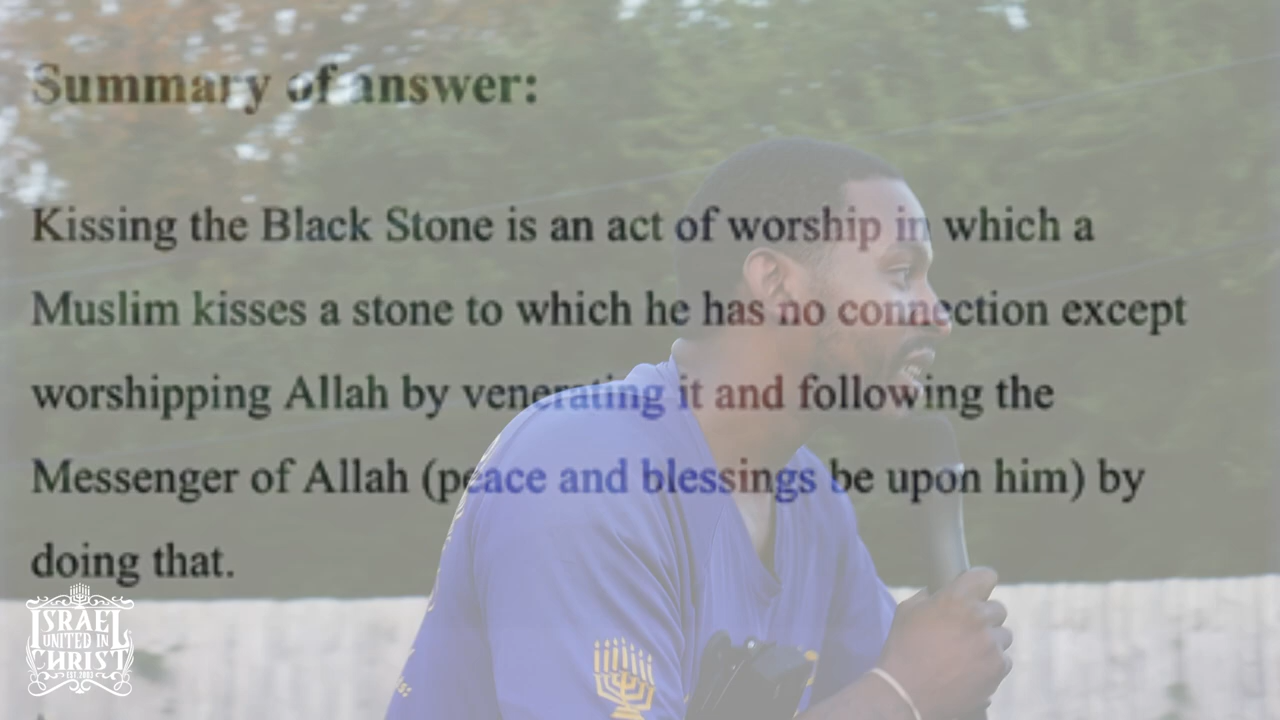 Summary of answer:
Kissing the Black Stone is an act of worship in which a
Muslim kisses a stone to which he has no connection except
worshipping Allah by venerating it and following the
Messenger of Allah (peace and blessings be upon him) by
doing that.
ISRAEL
UNITED IN
CHRIST
EST. 2003